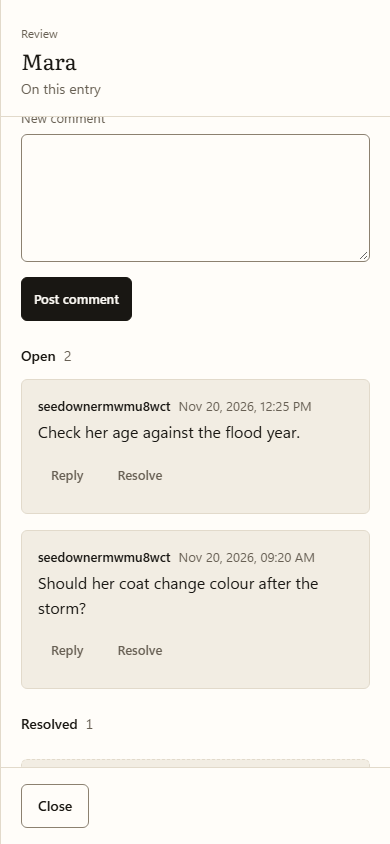 Review
Mara
On this entry
New comment
Post comment
Open 2
seedownermwmu8wct Nov 20, 2026, 12:25 PM
Check her age against the flood year.
Reply Resolve
seedownermwmu8wct Nov 20, 2026, 09:20 AM
Should her coat change colour after the
storm?
Reply Resolve
Resolved 1
Close